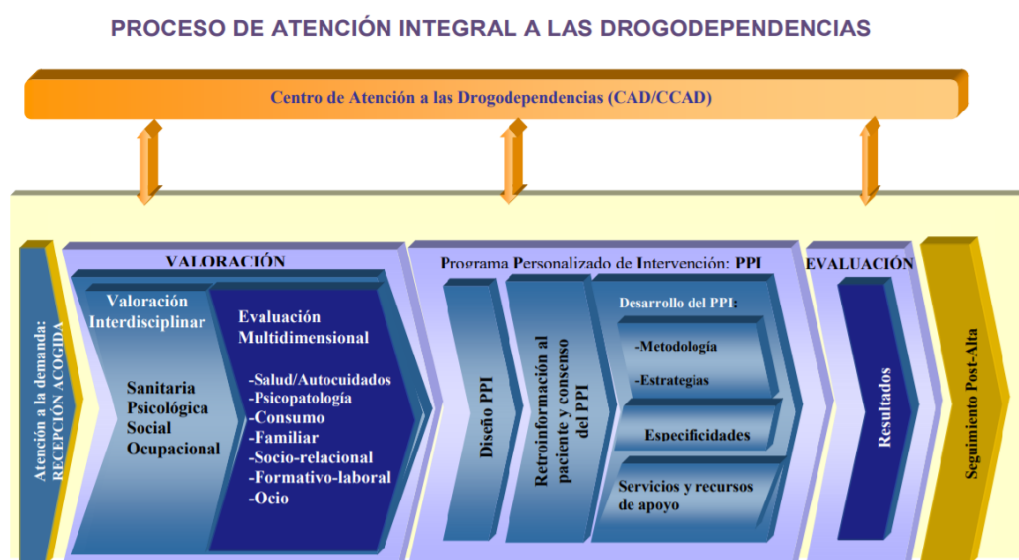 PROCESO DE ATENCIÓN INTEGRAL A LAS DROGODEPENDENCIAS
Centro de Atención a las Drogodependencias (CAD/CCAD)
Atención a la demanda:
RECEPCIÓN ACOGIDA
VALORACIÓN
Valoración
Interdisciplinar
Sanitaria
Psicológica
Social
Ocupacional
Evaluación
Multidimensional
-Salud/Autocuidados
-Psicopatología
-Consumo
-Familiar
-Socio-relacional
-Formativo-laboral
-Ocio
Programa Personalizado de Intervención: PPI
Diseño PPI
Retroinformación al
paciente y consenso
del PPI
Desarrollo del PPI:
-Metodología
-Estrategias
Especificidades
Servicios y recursos
de apoyo
EVALUACIÓN
Resultados
Seguimiento Post-Alta